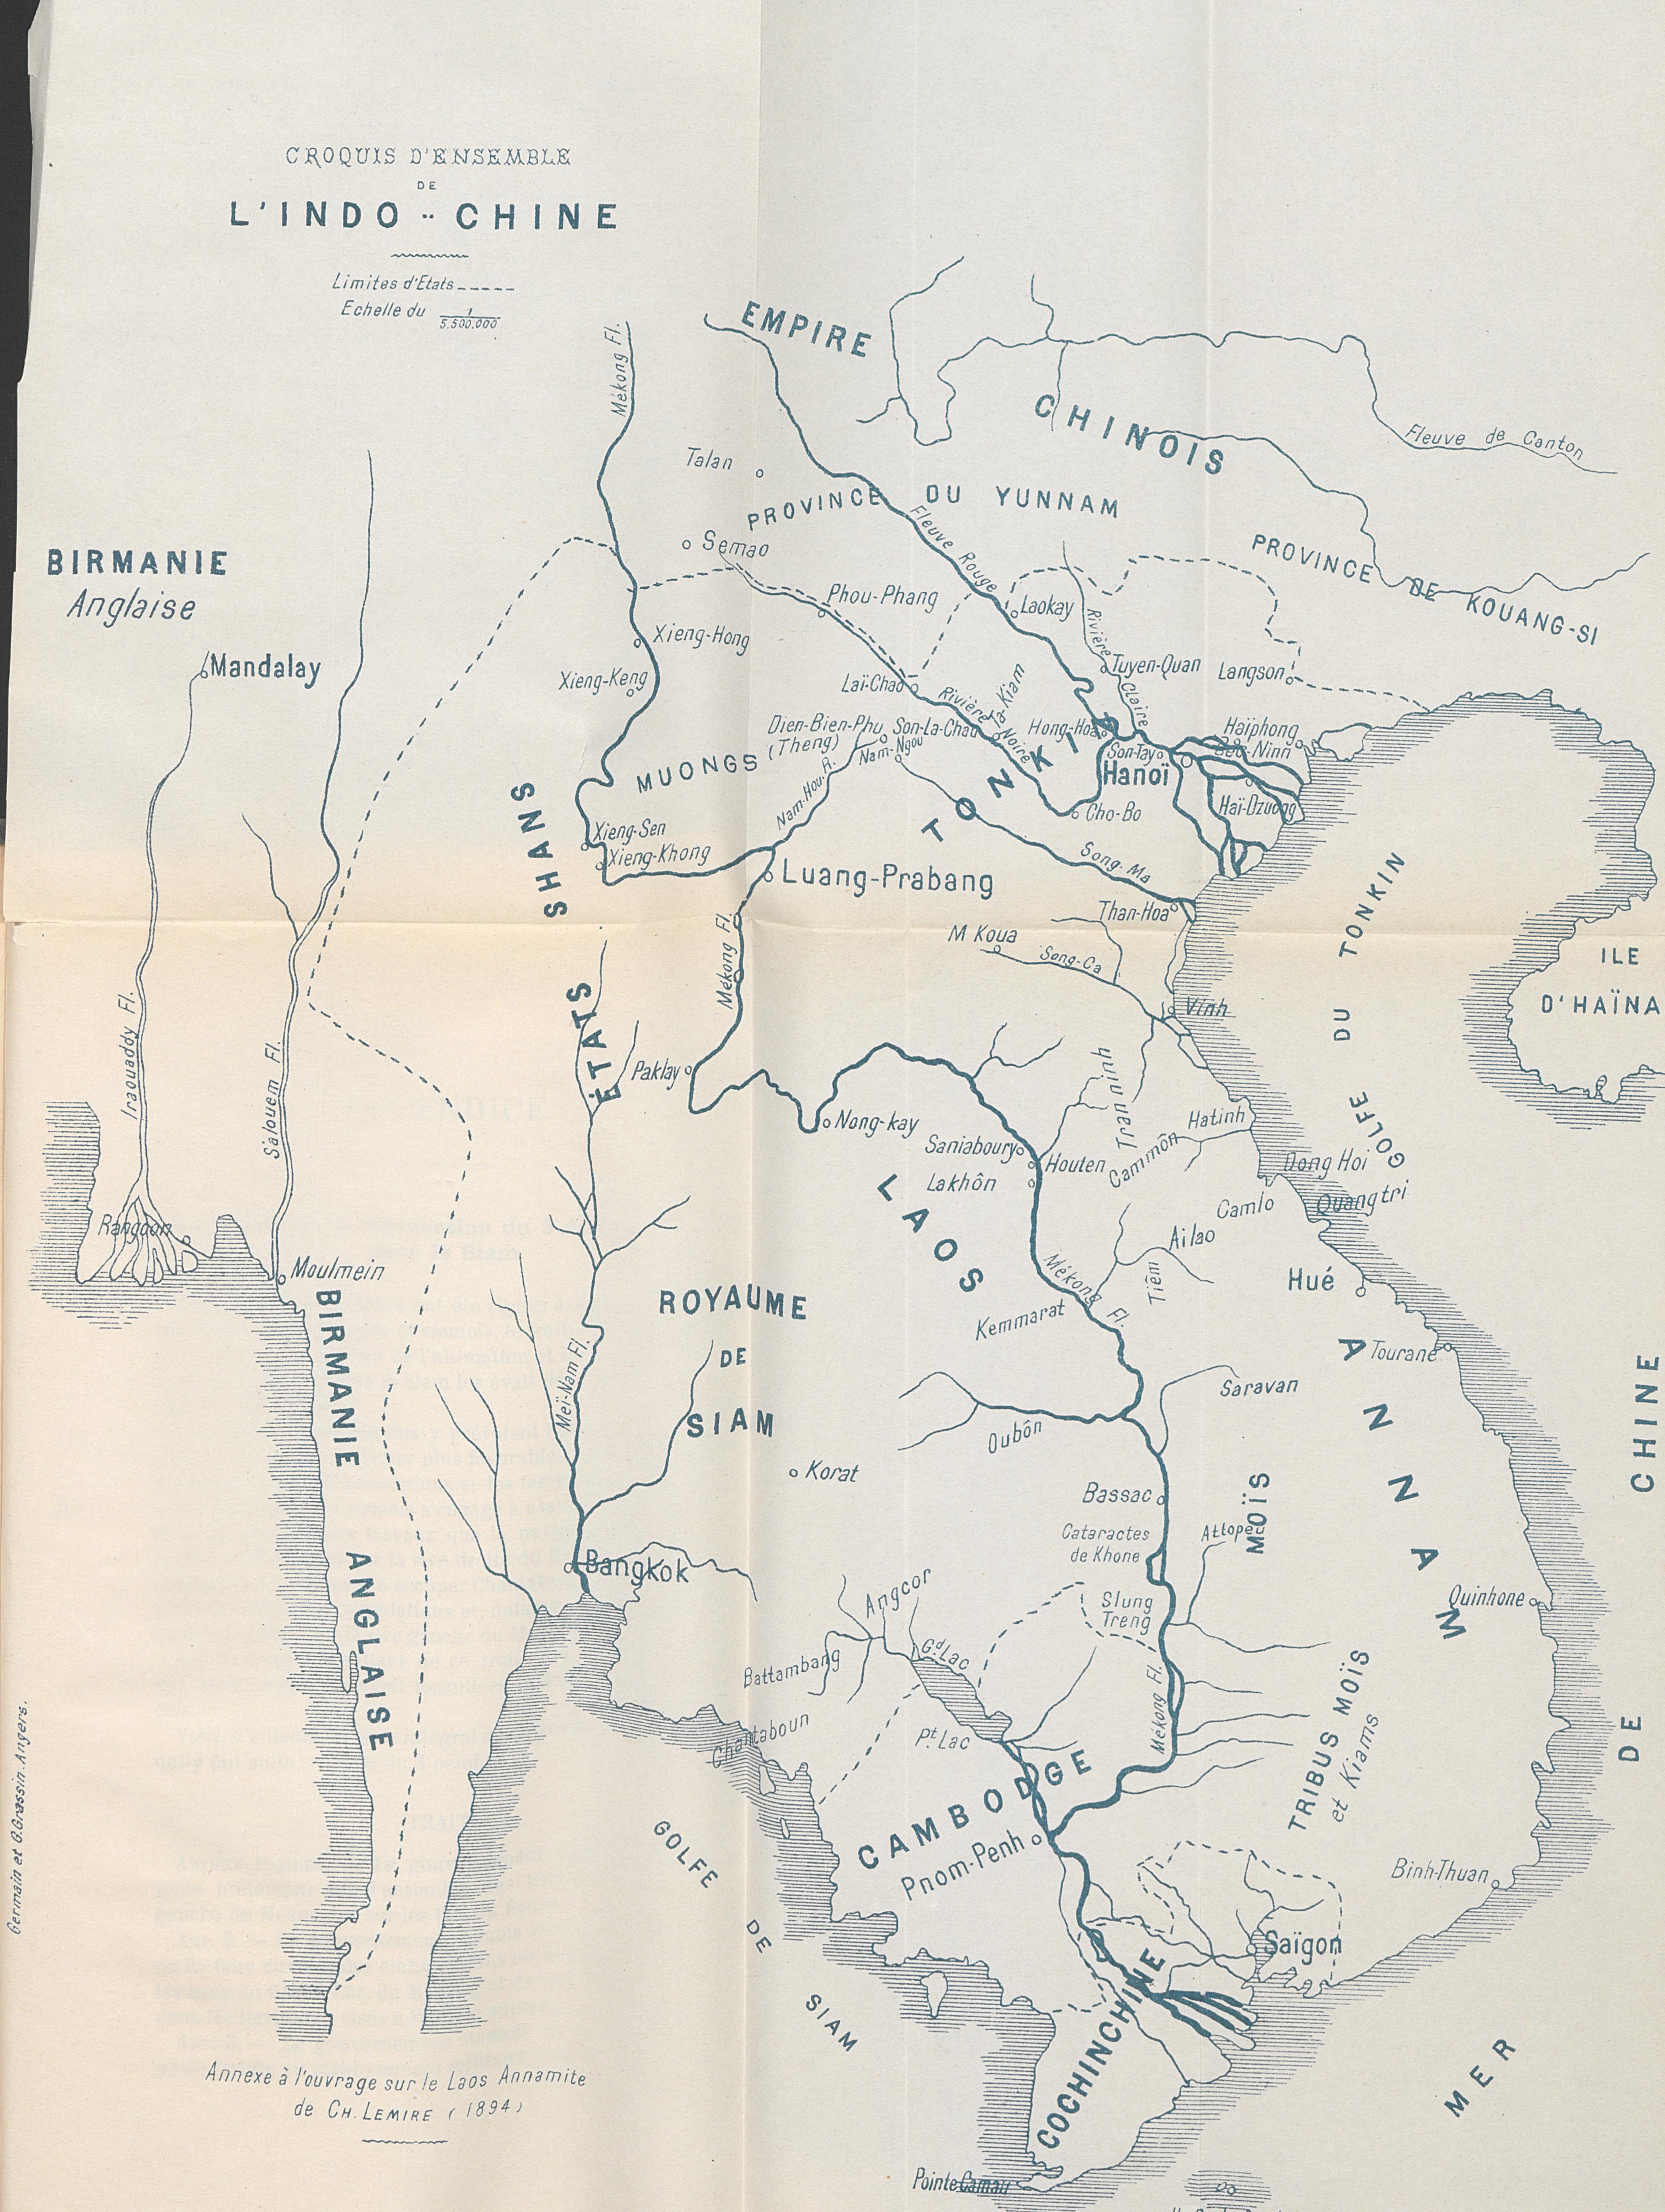 CROQUIS D'ENSEMBLE
DE
L'INDO-CHINE
Limites d'Etats
Echelle du 1/5.500.000
EMPIRE
CHINOIS
Mékong Fl.
Fleuve de Canton
Talan
PROVINCE DU YUNNAM
Semao
Fleuve Rouge
PROVINCE DE KOUANG-SI
BIRMANIE
Anglaise
Mandalay
Phou-Phang
Laokay
Rivière Claire
Xieng-Hong
Xieng-Keng
Tuyen-Quan
Langson
Laï-Chao
Rivière Noire
Ta-Kiam
Dien-Bien-Phu
(Theng)
Son-La-Chau
Nam-Ngou
Hong-Hoa
Haïphong
Bac-Ninh
Son-Tay
Hanoï
MUONGS
Nam-Hou.R.
TONKIN
Cho-Bo
Haï-Dzuong
Xieng-Sen
Xieng-Khong
ÉTATS SHANS
Luang-Prabang
Song-Ma
Than-Hoa
M Koua
Song-Ca
Mékong Fl.
Vinh
GOLFE DU TONKIN
ILE
D'HAÏNA
Iraouaddy Fl.
Salouem Fl.
Paklay
Nong-kay
Tran ninh
Hatinh
Saniaboury
Houten
Cammôn
Lakhôn
Dong Hoi
Quangtri
Camlo
Ailao
Tiêm
LAOS
Rangoon
Moulmein
Hué
Mékong Fl.
Kemmarat
ROYAUME
DE
SIAM
Tourane
Meï-Nam Fl.
Saravan
Oubôn
ANNAM
BIRMANIE ANGLAISE
Korat
Bassac
MOÏS
Attopeu
Cataractes
de Khone
Bangkok
Angcor
Slung
Treng
Quinhone
Battambang
Gd. Lac
Mékong Fl.
Chantaboun
Pt. Lac
TRIBUS MOÏS
et Kiams
CAMBODGE
Pnom-Penh
GOLFE DE SIAM
Binh-Thuan
Saïgon
COCHINCHINE
MER DE CHINE
Pointe Camau
Annexe à l'ouvrage sur le Laos Annamite
de CH. LEMIRE (1894)
Germain et G.Grassin.Angers.